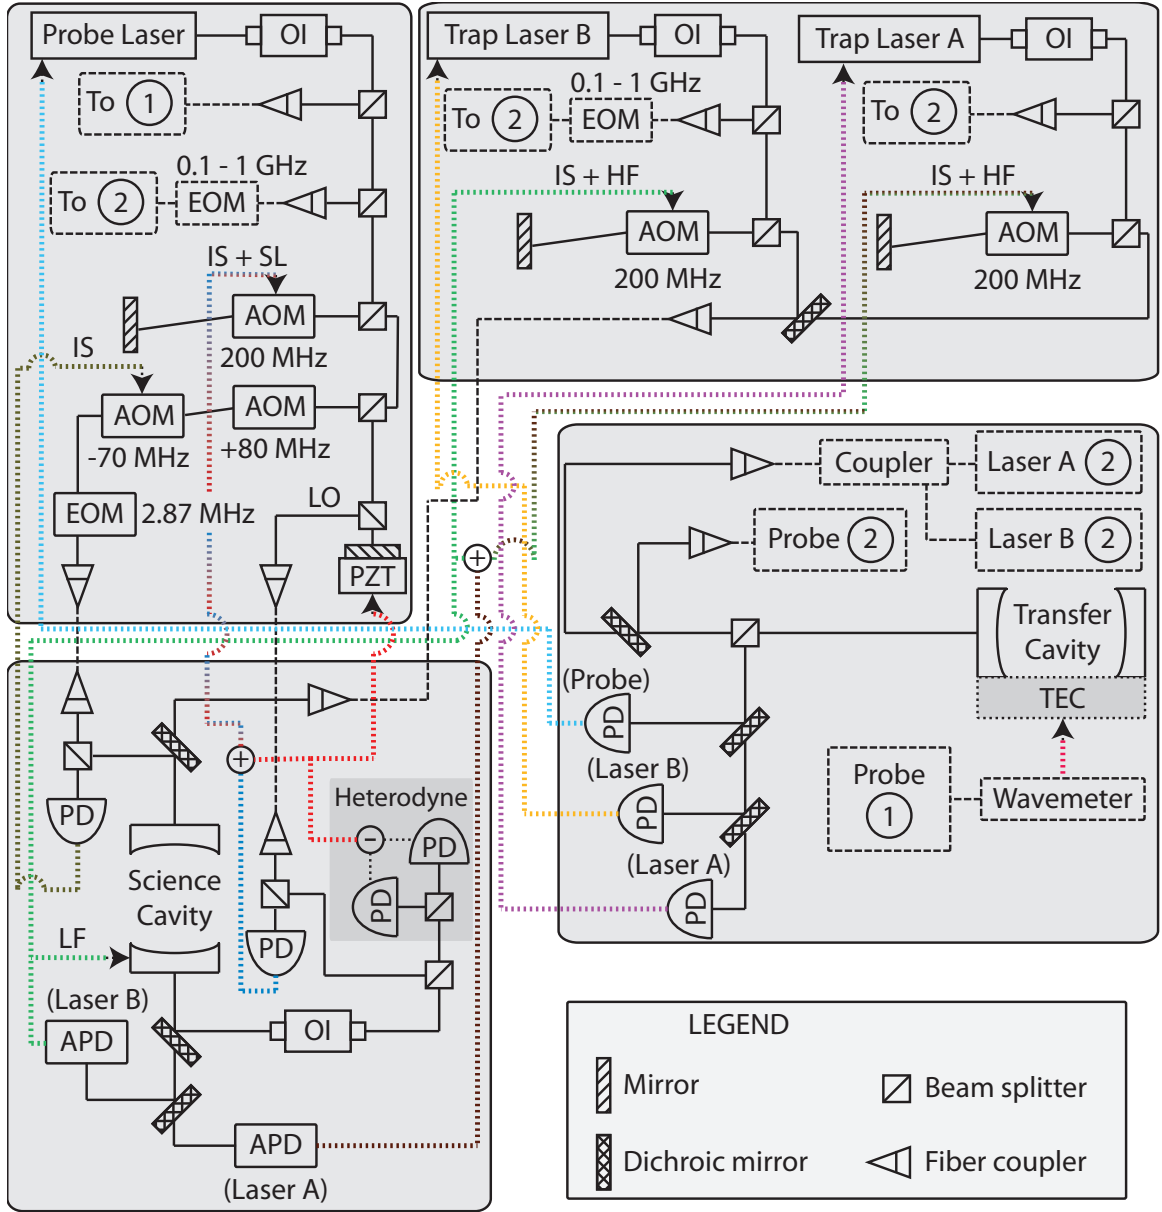 Probe Laser
OI
To 1
0.1 - 1 GHz
To 2
EOM
IS + SL
AOM
200 MHz
IS
AOM
AOM
-70 MHz
+80 MHz
EOM
2.87 MHz
LO
PZT
Trap Laser B
OI
Trap Laser A
OI
0.1 - 1 GHz
To 2
EOM
To 2
IS + HF
IS + HF
AOM
AOM
200 MHz
200 MHz
Coupler
Laser A 2
Probe 2
Laser B 2
Transfer
Cavity
TEC
(Probe)
PD
(Laser B)
PD
(Laser A)
PD
Probe
1
Wavemeter
PD
Science
Cavity
LF
(Laser B)
APD
+
+
Heterodyne
-
PD
PD
PD
OI
APD
(Laser A)
LEGEND
Mirror
Beam splitter
Dichroic mirror
Fiber coupler